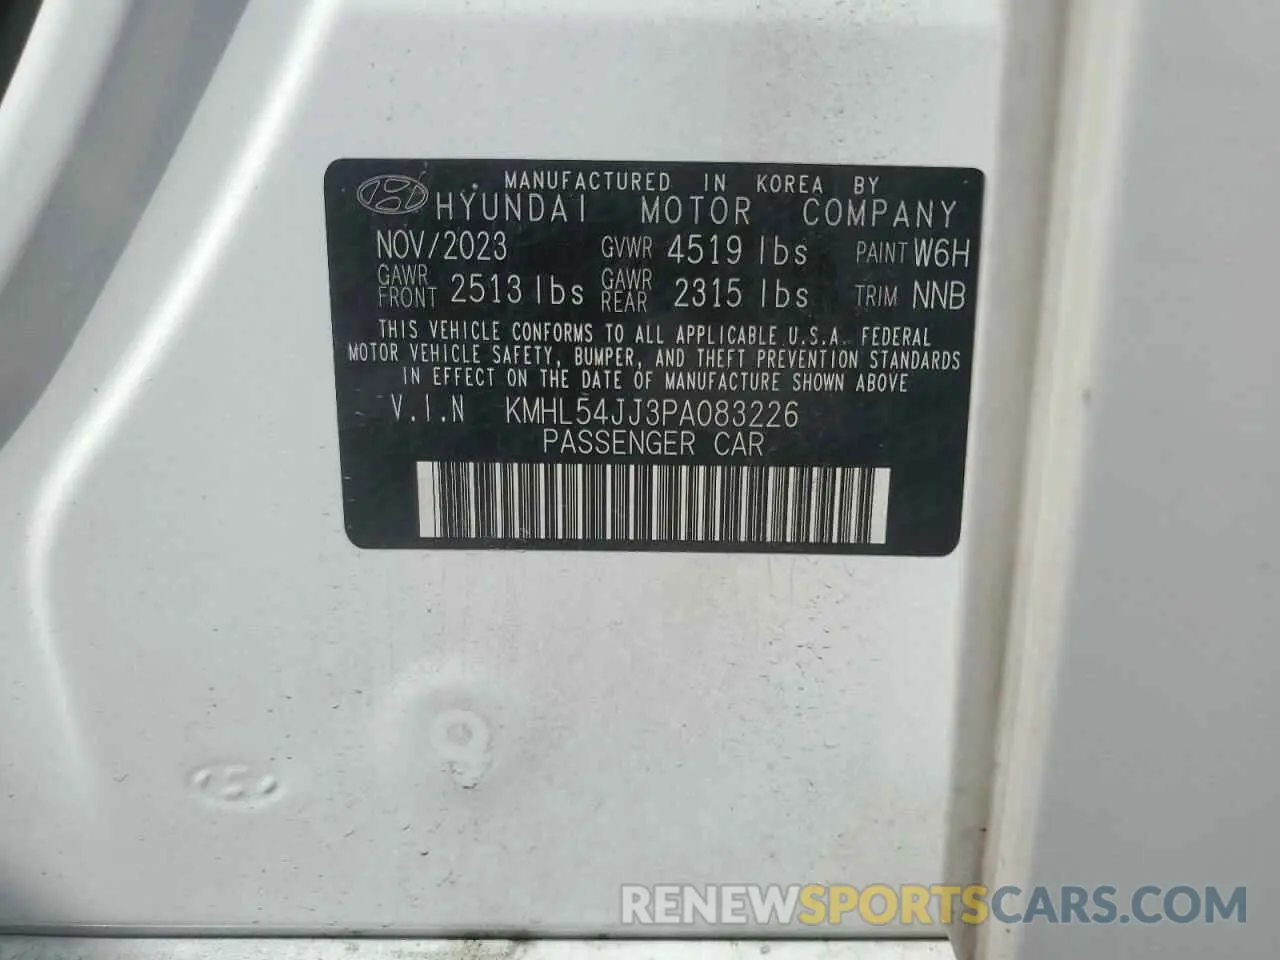 MANUFACTURED IN KOREA BY
HYUNDAI MOTOR COMPANY
NOV/2023 GVWR 4519 lbs PAINT W6H
GAWR FRONT 2513 lbs GAWR REAR 2315 lbs TRIM NNB
THIS VEHICLE CONFORMS TO ALL APPLICABLE U.S.A. FEDERAL
MOTOR VEHICLE SAFETY, BUMPER, AND THEFT PREVENTION STANDARDS
IN EFFECT ON THE DATE OF MANUFACTURE SHOWN ABOVE
V.I.N KMHL54JJ3PA083226
PASSENGER CAR
RENEWSPORTSCARS.COM